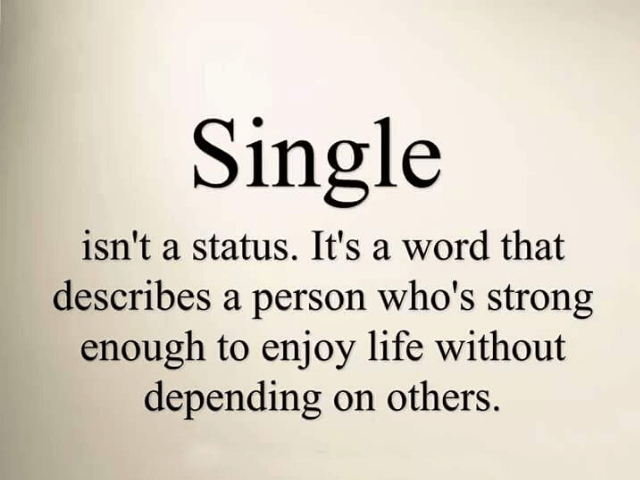 Single
isn't a status. It's a word that
describes a person who's strong
enough to enjoy life without
depending on others.